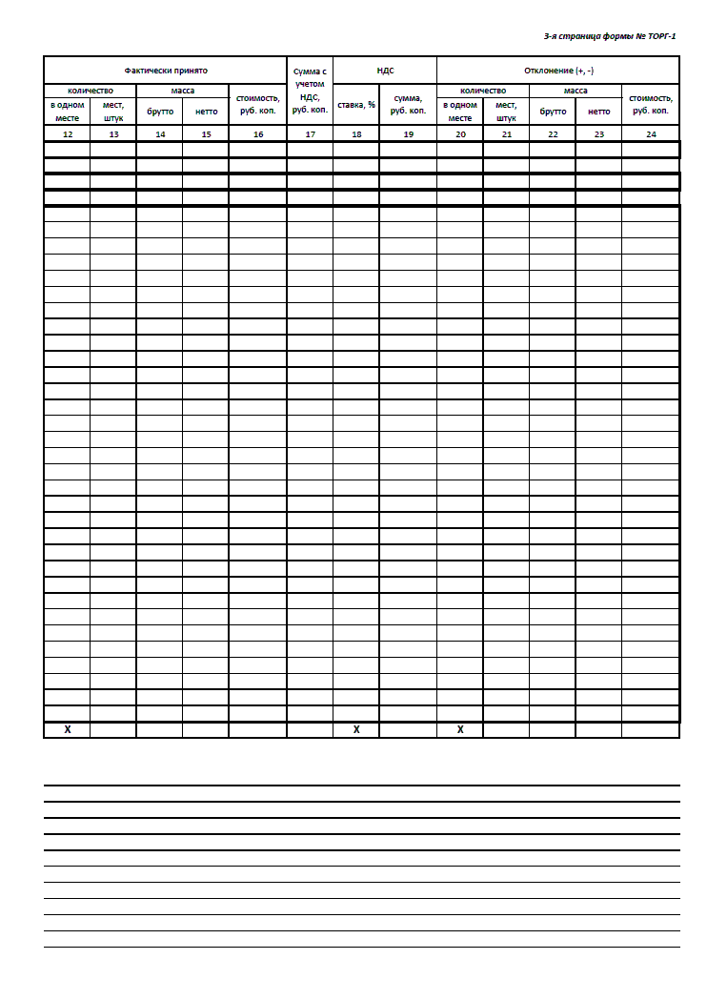 3-я страница формы № ТОРГ-1
Фактически принято
Сумма с учетом НДС, руб. коп.
НДС
Отклонение (+, -)
количество
масса
стоимость, руб. коп.
ставка, %
сумма, руб. коп.
количество
масса
стоимость, руб. коп.
в одном месте
мест, штук
брутто
нетто
в одном месте
мест, штук
брутто
нетто
12 13 14 15 16 17 18 19 20 21 22 23 24
X X X